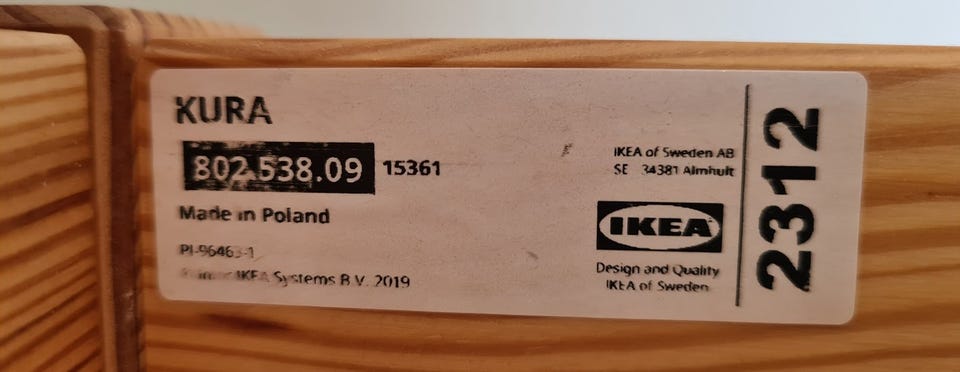 KURA
802.538.09 15361
Made in Poland
IKEA Systems B.V. 2019
IKEA of Sweden AB
SE 34381 Almhult
IKEA
Design and Quality
IKEA of Sweden
2312